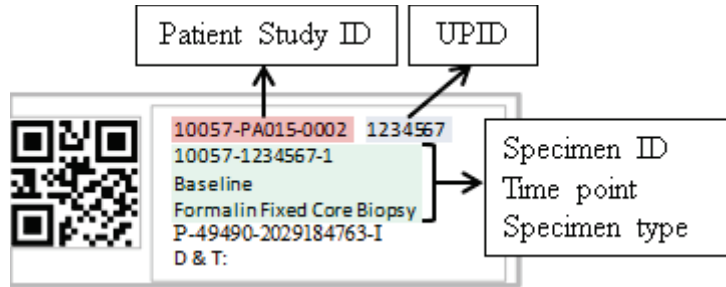 Patient Study ID
UPID
10057-PA015-0002 1234567
10057-1234567-1
Baseline
Formalin Fixed Core Biopsy
P-49490-2029184763-I
D & T:
Specimen ID
Time point
Specimen type